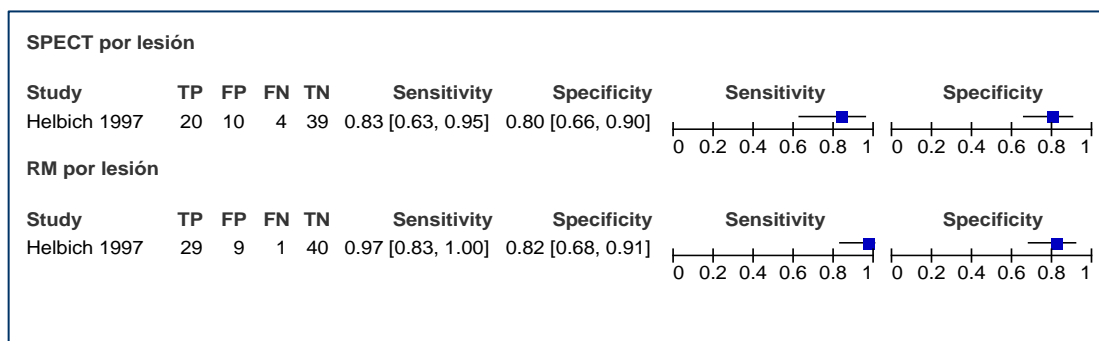 SPECT por lesión
Study TP FP FN TN Sensitivity Specificity Sensitivity Specificity
Helbich 1997 20 10 4 39 0.83 [0.63, 0.95] 0.80 [0.66, 0.90]
0 0.2 0.4 0.6 0.8 1 0 0.2 0.4 0.6 0.8 1
RM por lesión
Study TP FP FN TN Sensitivity Specificity Sensitivity Specificity
Helbich 1997 29 9 1 40 0.97 [0.83, 1.00] 0.82 [0.68, 0.91]
0 0.2 0.4 0.6 0.8 1 0 0.2 0.4 0.6 0.8 1